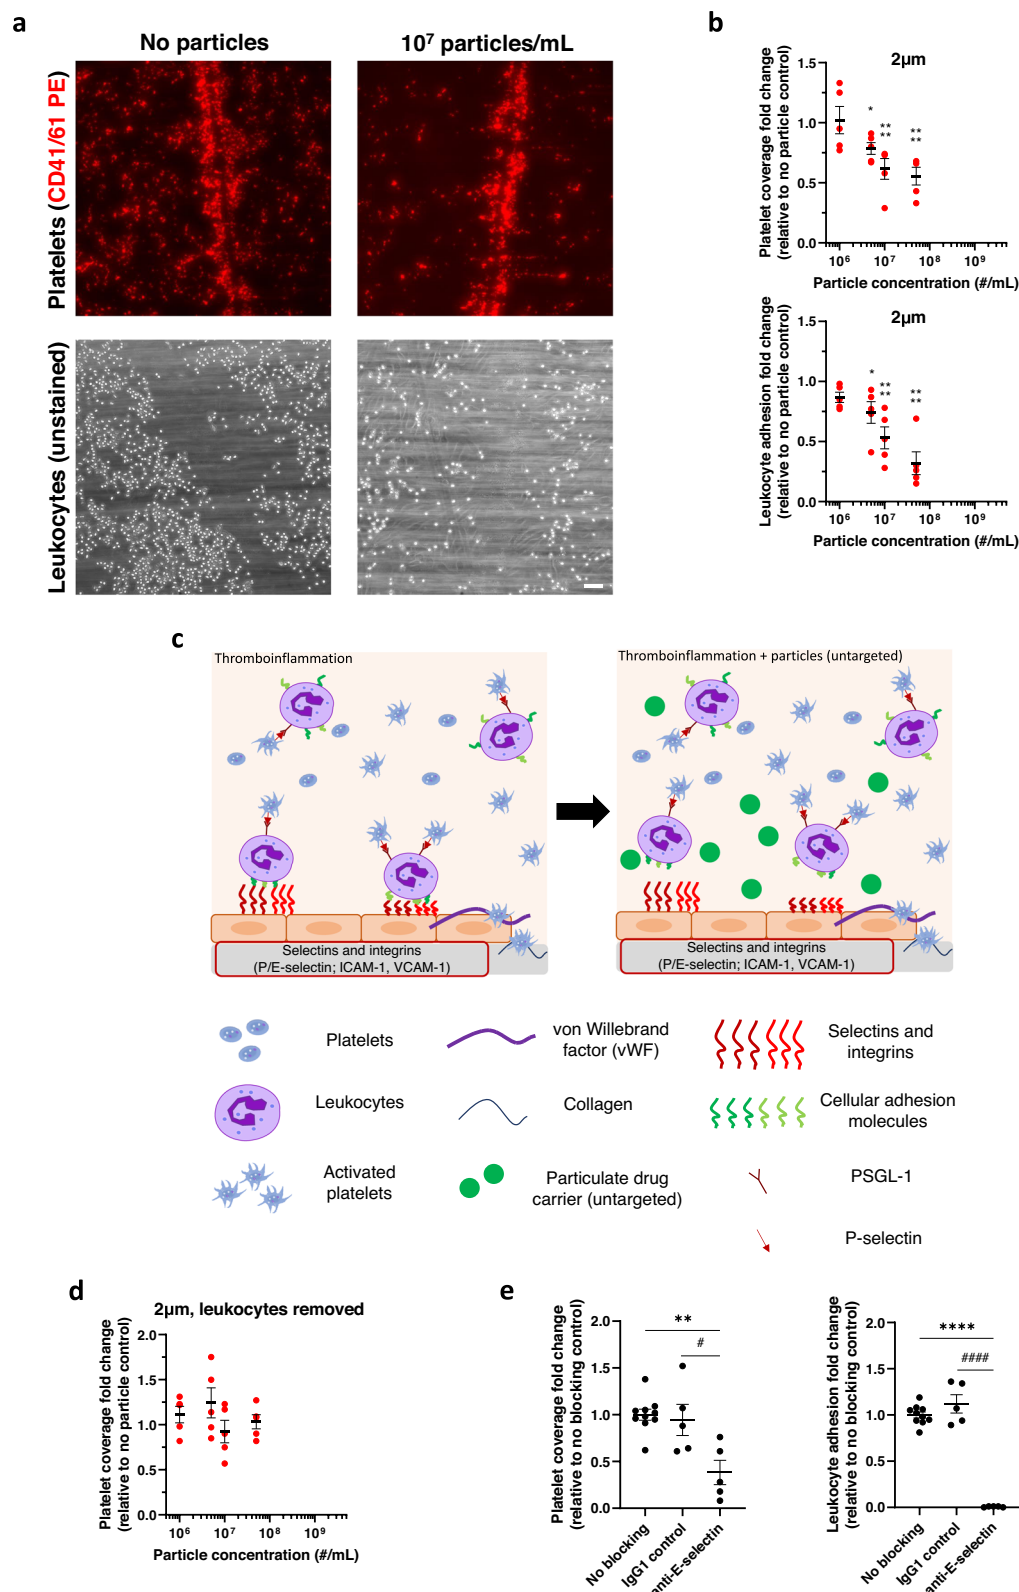 a
No particles
10⁷ particles/mL
Platelets (CD41/61 PE)
Leukocytes (unstained)
b
2µm
Platelet coverage fold change
(relative to no particle control)
1.5
1.0
0.5
0.0
*
**
**
**
**
10⁶ 10⁷ 10⁸ 10⁹
Particle concentration (#/mL)
2µm
Leukocyte adhesion fold change
(relative to no particle control)
1.5
1.0
0.5
0.0
*
**
**
**
**
10⁶ 10⁷ 10⁸ 10⁹
Particle concentration (#/mL)
c
Thromboinflammation
Selectins and integrins
(P/E-selectin; ICAM-1, VCAM-1)
Thromboinflammation + particles (untargeted)
Selectins and integrins
(P/E-selectin; ICAM-1, VCAM-1)
Platelets
von Willebrand
factor (vWF)
Selectins and
integrins
Leukocytes
Collagen
Cellular adhesion
molecules
Activated
platelets
Particulate drug
carrier (untargeted)
PSGL-1
P-selectin
d
2µm, leukocytes removed
Platelet coverage fold change
(relative to no particle control)
2.0
1.5
1.0
0.5
0.0
10⁶ 10⁷ 10⁸ 10⁹
Particle concentration (#/mL)
e
Platelet coverage fold change
(relative to no blocking control)
2.0
1.5
1.0
0.5
0.0
**
#
No blocking
IgG1 control
anti-E-selectin
Leukocyte adhesion fold change
(relative to no blocking control)
2.0
1.5
1.0
0.5
0.0
****
####
No blocking
IgG1 control
anti-E-selectin